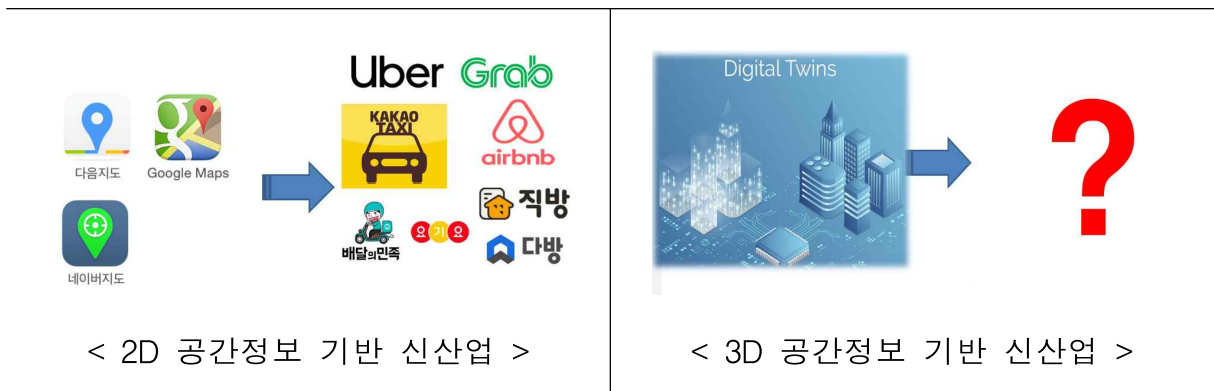 Uber Grab
KAKAO
TAXI
airbnb
다음지도 Google Maps
직방
배달의민족 요기요
다방
네이버지도
< 2D 공간정보 기반 신산업 >
Digital Twins
?
< 3D 공간정보 기반 신산업 >